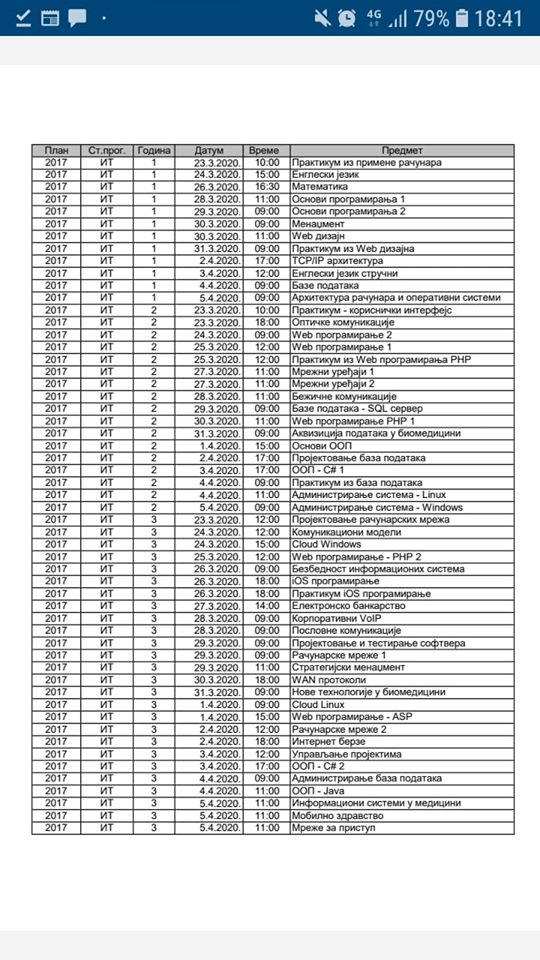 4G 79% 18:41
План Ст.прог. Година Датум Време Предмет
2017 ИТ 1 23.3.2020. 10:00 Практикум из примене рачунара
2017 ИТ 1 24.3.2020. 15:00 Енглески језик
2017 ИТ 1 26.3.2020. 16:30 Математика
2017 ИТ 1 28.3.2020. 11:00 Основи програмирања 1
2017 ИТ 1 29.3.2020. 09:00 Основи програмирања 2
2017 ИТ 1 30.3.2020. 09:00 Менаџмент
2017 ИТ 1 30.3.2020. 11:00 Web дизајн
2017 ИТ 1 31.3.2020. 09:00 Практикум из Web дизајна
2017 ИТ 1 2.4.2020. 17:00 TCP/IP архитектура
2017 ИТ 1 3.4.2020. 12:00 Енглески језик стручни
2017 ИТ 1 4.4.2020. 09:00 Базе података
2017 ИТ 1 5.4.2020. 09:00 Архитектура рачунара и оперативни системи
2017 ИТ 2 23.3.2020. 10:00 Практикум - кориснички интерфејс
2017 ИТ 2 23.3.2020. 18:00 Оптичке комуникације
2017 ИТ 2 24.3.2020. 09:00 Web програмирање 2
2017 ИТ 2 25.3.2020. 12:00 Web програмирање 1
2017 ИТ 2 25.3.2020. 12:00 Практикум из Web програмирања PHP
2017 ИТ 2 27.3.2020. 11:00 Мрежни уређаји 1
2017 ИТ 2 27.3.2020. 11:00 Мрежни уређаји 2
2017 ИТ 2 28.3.2020. 11:00 Бежичне комуникације
2017 ИТ 2 29.3.2020. 09:00 Базе података - SQL сервер
2017 ИТ 2 30.3.2020. 11:00 Web програмирање PHP 1
2017 ИТ 2 31.3.2020. 09:00 Аквизиција података у биомедицини
2017 ИТ 2 1.4.2020. 15:00 Основи ООП
2017 ИТ 2 2.4.2020. 17:00 Пројектовање база података
2017 ИТ 2 3.4.2020. 17:00 ООП - C# 1
2017 ИТ 2 4.4.2020. 09:00 Практикум из база података
2017 ИТ 2 4.4.2020. 11:00 Администрирање система - Linux
2017 ИТ 2 5.4.2020. 09:00 Администрирање система - Windows
2017 ИТ 3 23.3.2020. 12:00 Пројектовање рачунарских мрежа
2017 ИТ 3 24.3.2020. 12:00 Комуникациони модели
2017 ИТ 3 24.3.2020. 15:00 Cloud Windows
2017 ИТ 3 25.3.2020. 12:00 Web програмирање - PHP 2
2017 ИТ 3 26.3.2020. 09:00 Безбедност информационих система
2017 ИТ 3 26.3.2020. 18:00 iOS програмирање
2017 ИТ 3 26.3.2020. 18:00 Практикум iOS програмирање
2017 ИТ 3 27.3.2020. 14:00 Електронско банкарство
2017 ИТ 3 28.3.2020. 09:00 Корпоративни VoIP
2017 ИТ 3 28.3.2020. 09:00 Пословне комуникације
2017 ИТ 3 29.3.2020. 09:00 Пројектовање и тестирање софтвера
2017 ИТ 3 29.3.2020. 09:00 Рачунарске мреже 1
2017 ИТ 3 29.3.2020. 11:00 Стратегијски менаџмент
2017 ИТ 3 30.3.2020. 18:00 WAN протоколи
2017 ИТ 3 31.3.2020. 09:00 Нове технологије у биомедицини
2017 ИТ 3 1.4.2020. 09:00 Cloud Linux
2017 ИТ 3 1.4.2020. 15:00 Web програмирање - ASP
2017 ИТ 3 2.4.2020. 12:00 Рачунарске мреже 2
2017 ИТ 3 2.4.2020. 18:00 Интернет берзе
2017 ИТ 3 3.4.2020. 12:00 Управљање пројектима
2017 ИТ 3 3.4.2020. 17:00 ООП - C# 2
2017 ИТ 3 4.4.2020. 09:00 Администрирање база података
2017 ИТ 3 4.4.2020. 11:00 ООП - Java
2017 ИТ 3 5.4.2020. 11:00 Информациони системи у медицини
2017 ИТ 3 5.4.2020. 11:00 Мобилно здравство
2017 ИТ 3 5.4.2020. 11:00 Мреже за приступ